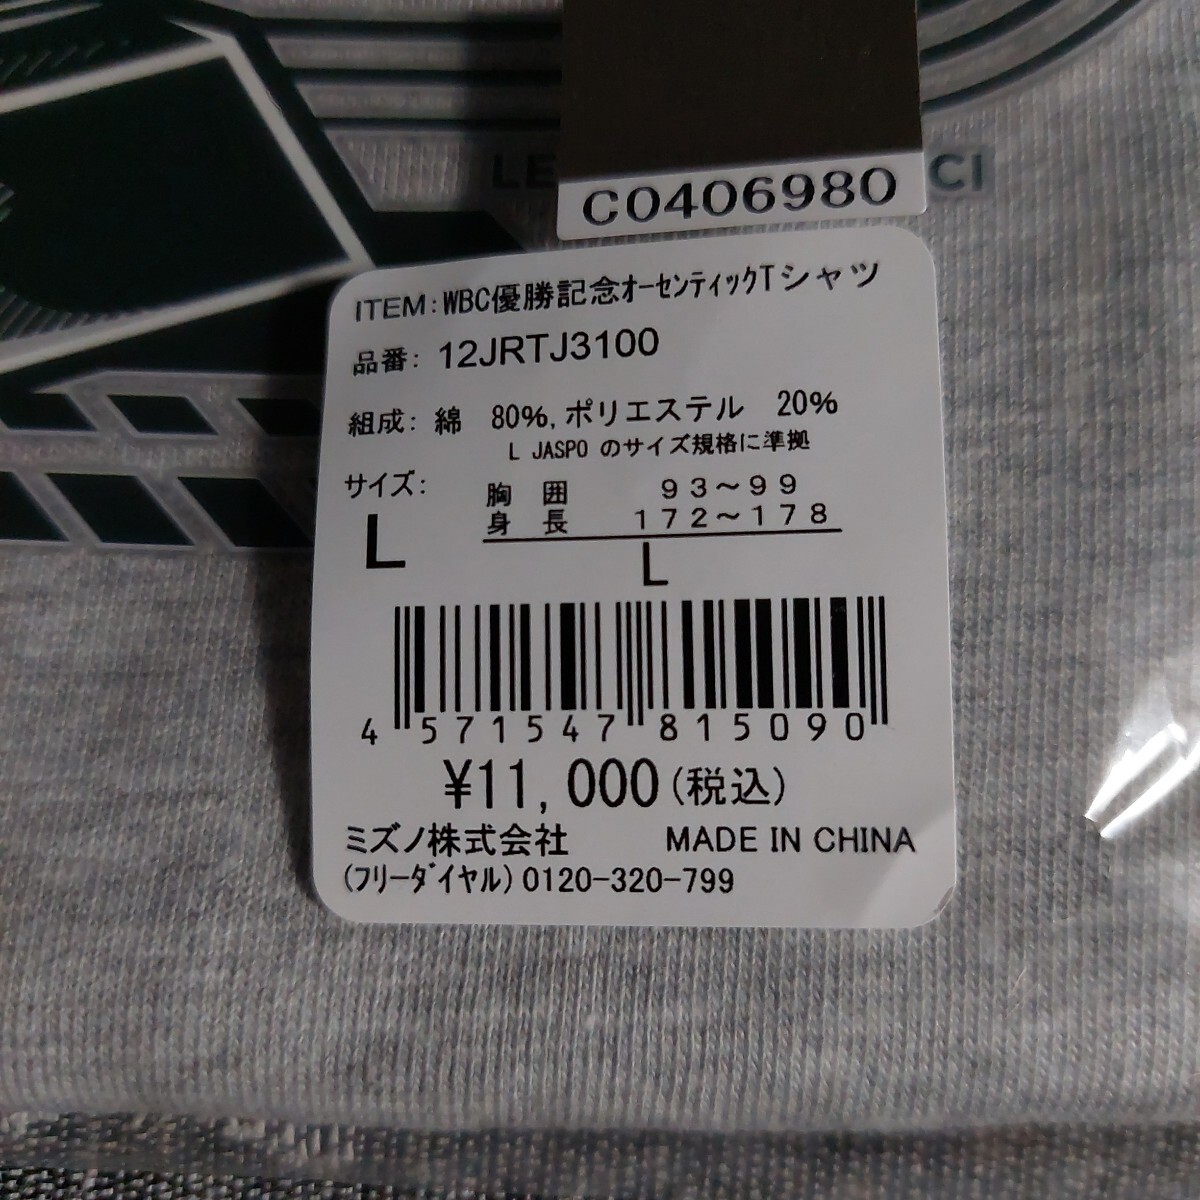 LE CI
C0406980
ITEM:WBC優勝記念ｵｰｾﾝﾃｨｯｸTシャツ
品番: 12JRTJ3100
組成: 綿 80%,ポリエステル 20%
L JASPO のサイズ規格に準拠
サイズ:
胸 囲 93～99
身 長 172～178
L
L
4 571547 815090
¥11,000(税込)
ミズノ株式会社 MADE IN CHINA
(フリーダイヤル)0120-320-799